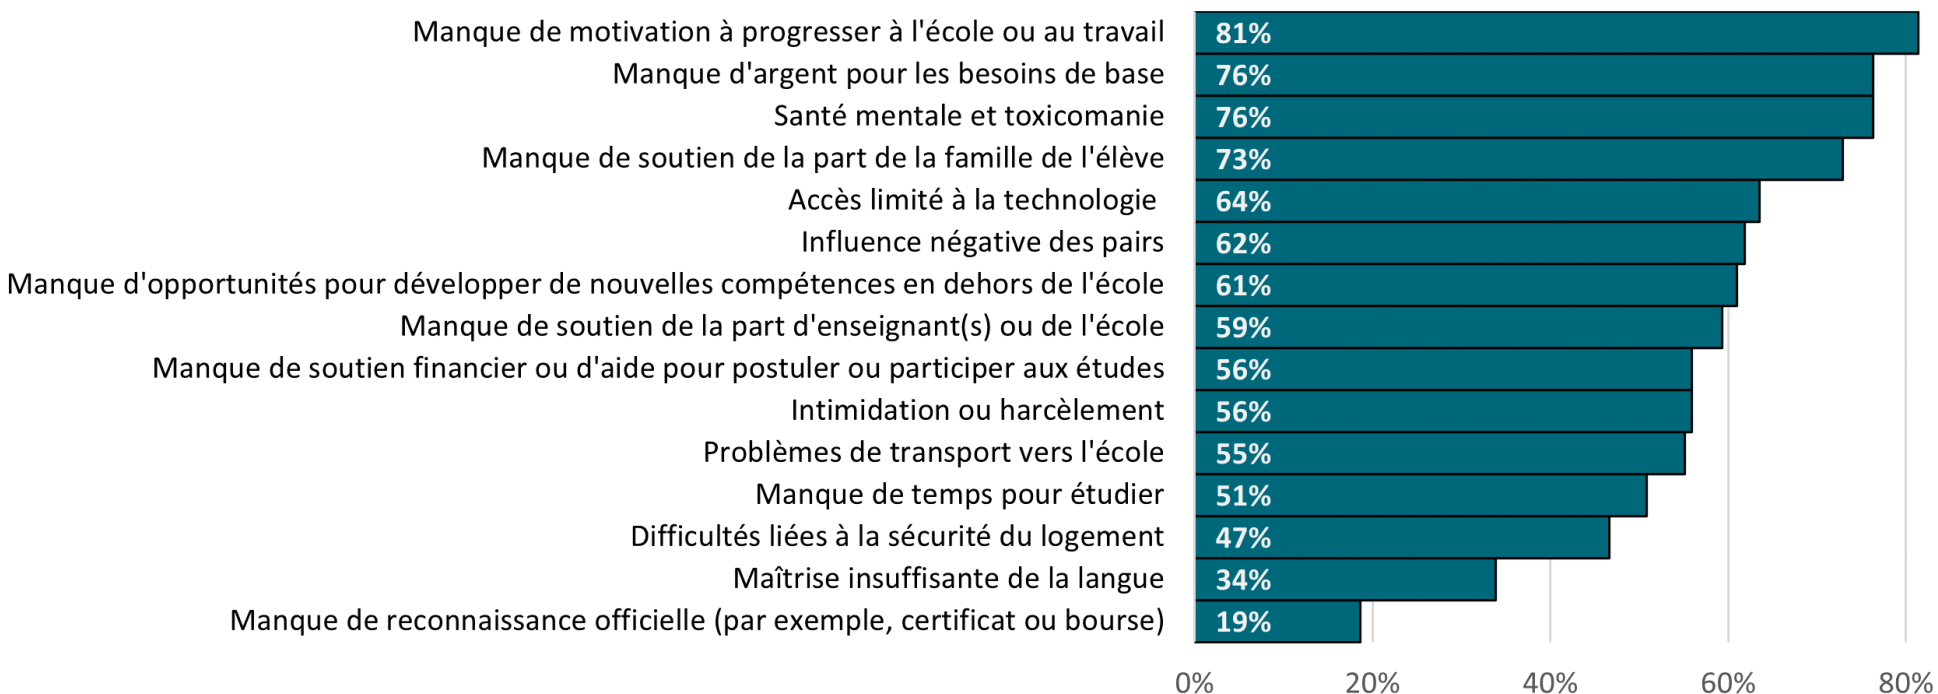 Manque de motivation à progresser à l'école ou au travail 81%
Manque d'argent pour les besoins de base 76%
Santé mentale et toxicomanie 76%
Manque de soutien de la part de la famille de l'élève 73%
Accès limité à la technologie 64%
Influence négative des pairs 62%
Manque d'opportunités pour développer de nouvelles compétences en dehors de l'école 61%
Manque de soutien de la part d'enseignant(s) ou de l'école 59%
Manque de soutien financier ou d'aide pour postuler ou participer aux études 56%
Intimidation ou harcèlement 56%
Problèmes de transport vers l'école 55%
Manque de temps pour étudier 51%
Difficultés liées à la sécurité du logement 47%
Maîtrise insuffisante de la langue 34%
Manque de reconnaissance officielle (par exemple, certificat ou bourse) 19%
0% 20% 40% 60% 80%